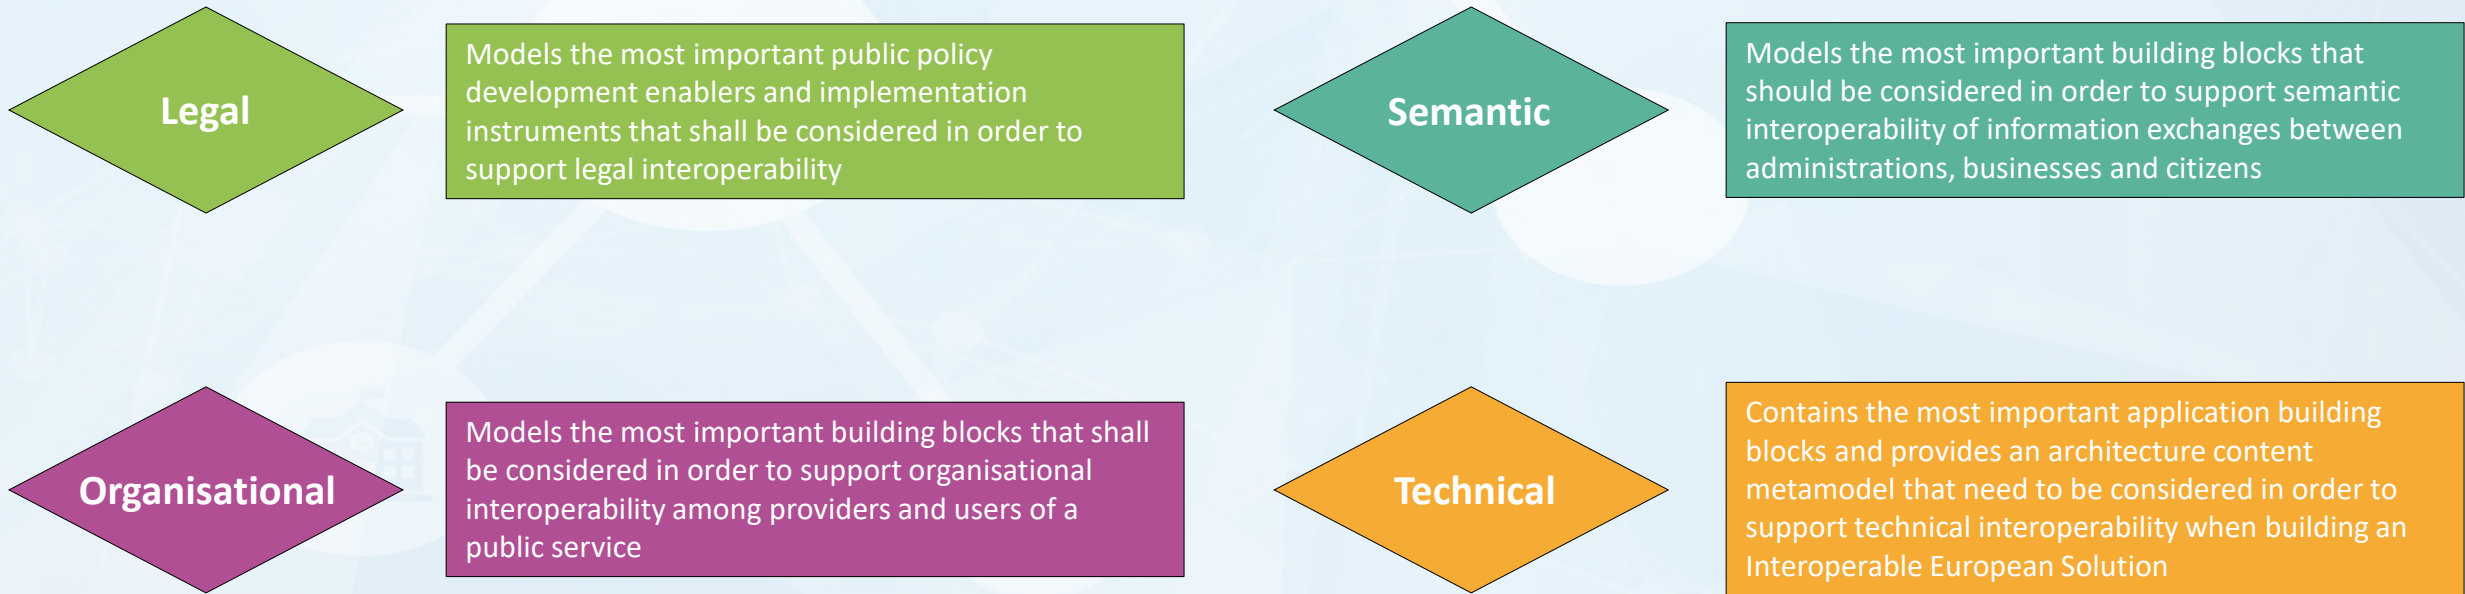 Legal
Models the most important public policy
development enablers and implementation
instruments that shall be considered in order to
support legal interoperability
Semantic
Models the most important building blocks that
should be considered in order to support semantic
interoperability of information exchanges between
administrations, businesses and citizens
Organisational
Models the most important building blocks that shall
be considered in order to support organisational
interoperability among providers and users of a
public service
Technical
Contains the most important application building
blocks and provides an architecture content
metamodel that need to be considered in order to
support technical interoperability when building an
Interoperable European Solution